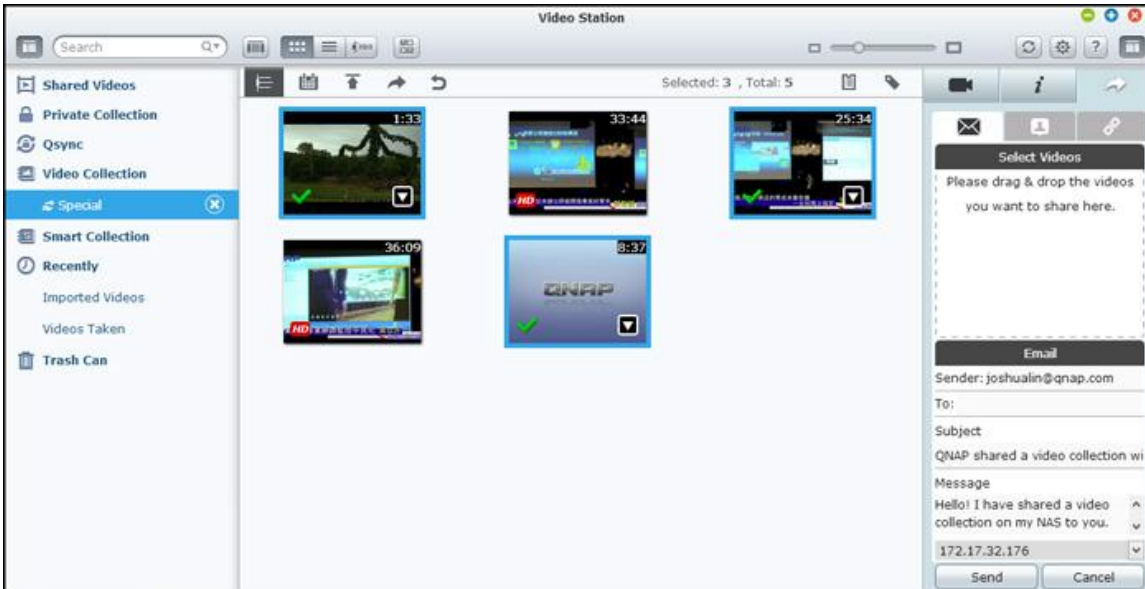 Video Station
Search
Selected: 3 , Total: 5
Shared Videos
Private Collection
Qsync
Video Collection
Special
Smart Collection
Recently
Imported Videos
Videos Taken
Trash Can
1:33
33:44
HD
25:34
36:09
HD
8:37
QNAP
Select Videos
Please drag & drop the videos
you want to share here.
Email
Sender: joshualin@qnap.com
To:
Subject
QNAP shared a video collection wi
Message
Hello! I have shared a video
collection on my NAS to you.
172.17.32.176
Send
Cancel